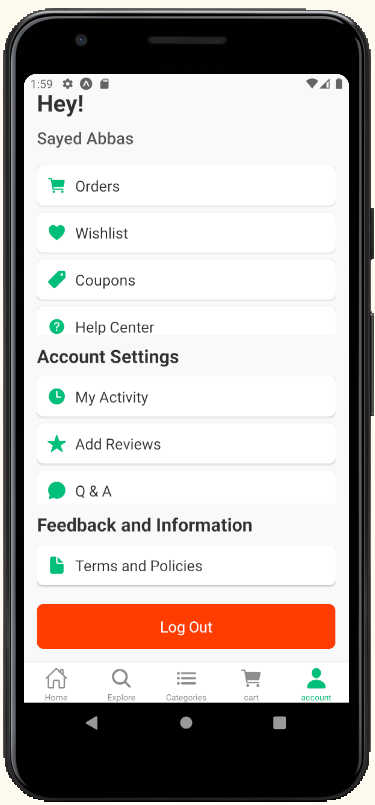 1:59
Hey!
Sayed Abbas
Orders
Wishlist
Coupons
Help Center
Account Settings
My Activity
Add Reviews
Q & A
Feedback and Information
Terms and Policies
Log Out
Home Explore Categories cart account